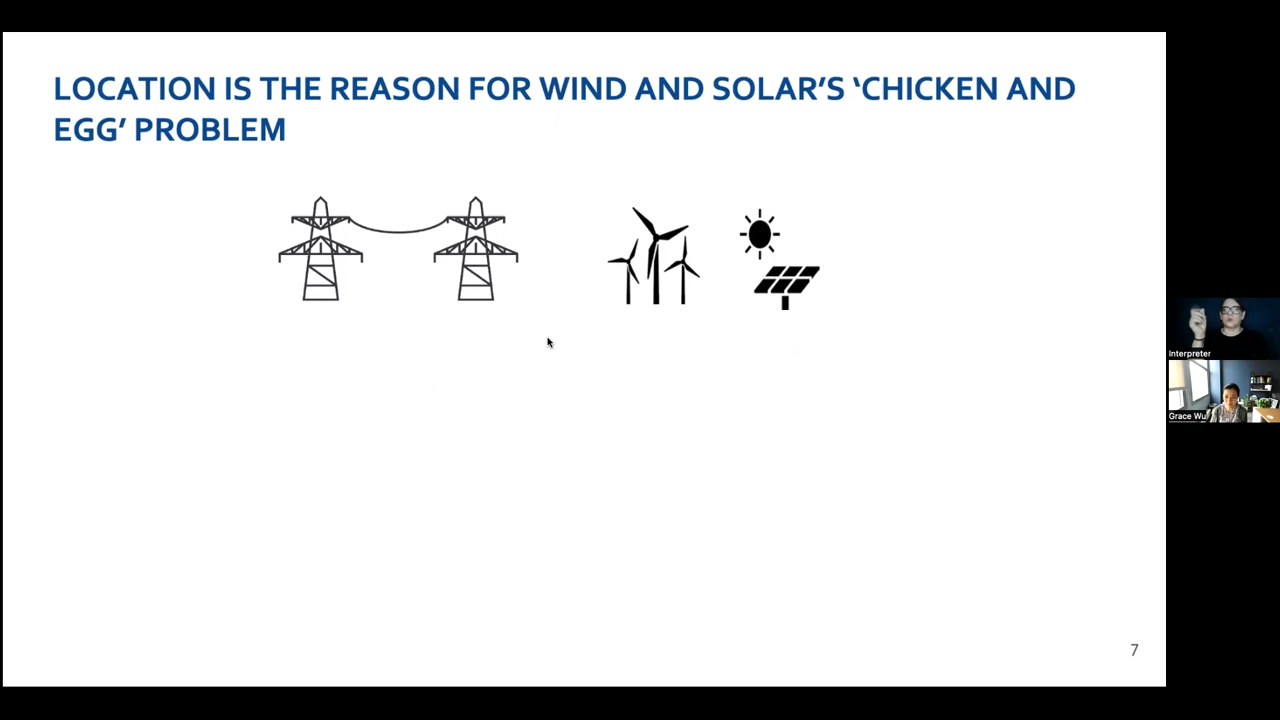 LOCATION IS THE REASON FOR WIND AND SOLAR’S ‘CHICKEN AND
EGG’ PROBLEM
Interpreter
Grace Wu
7